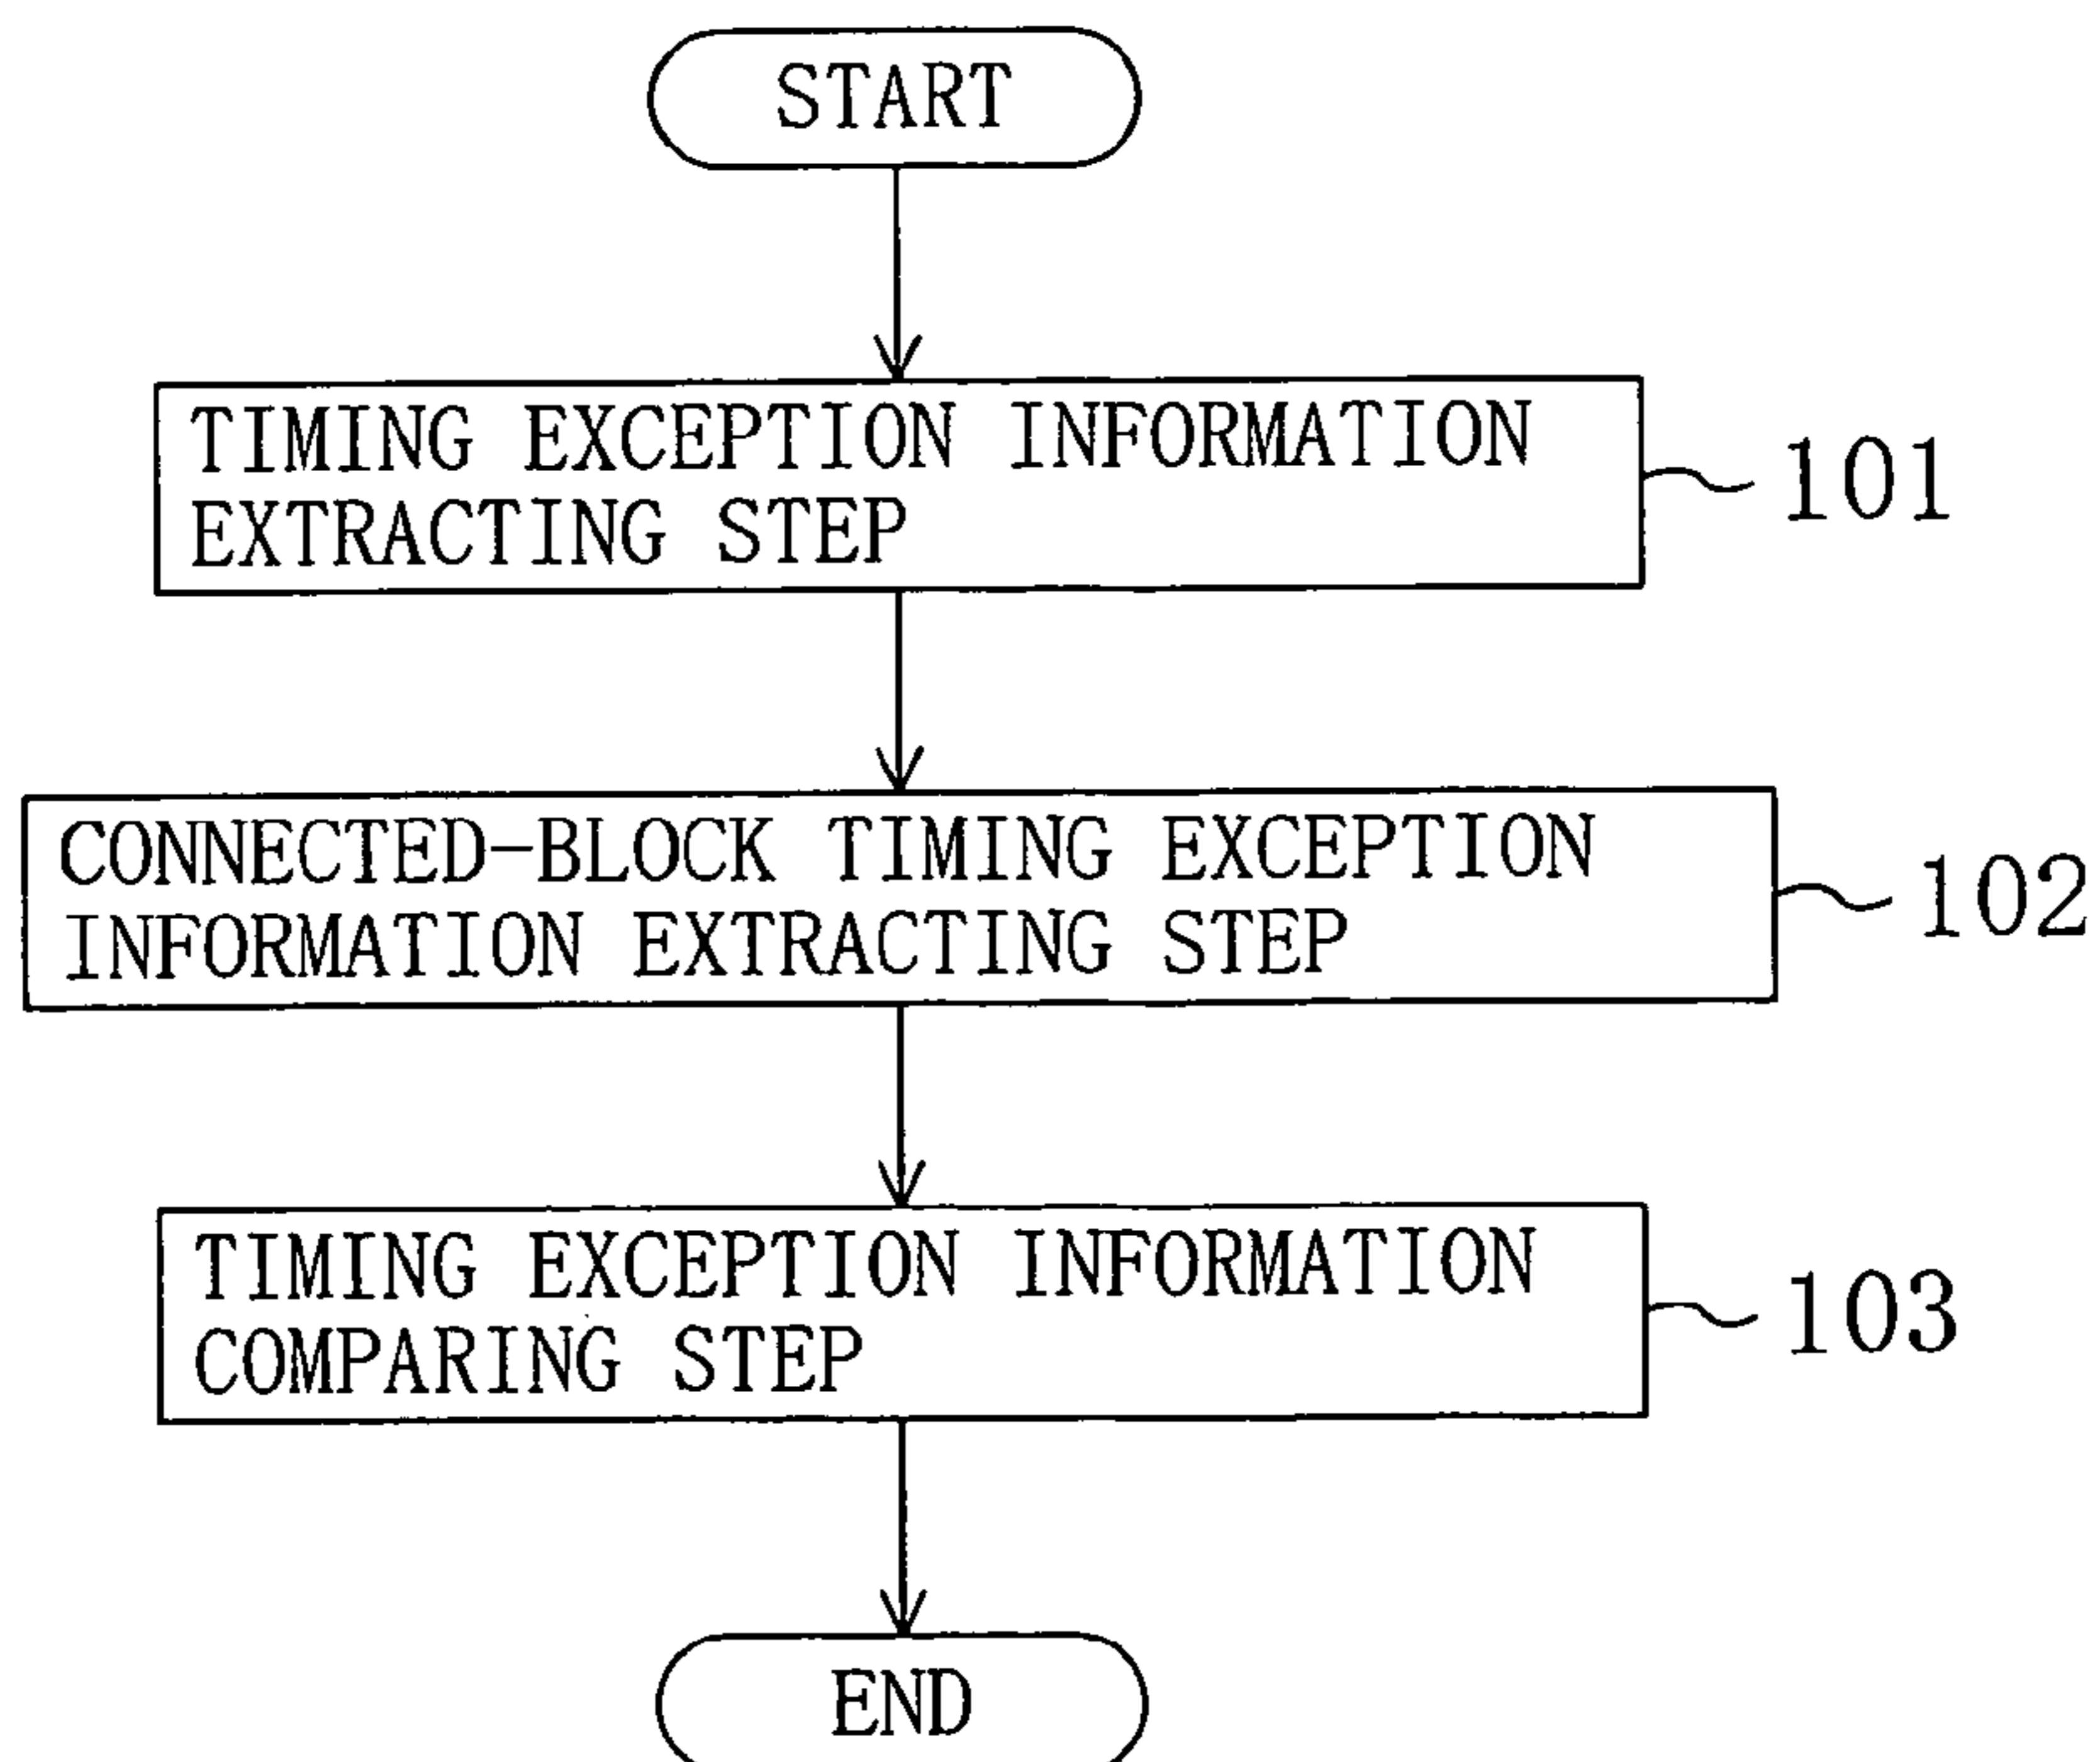 START
TIMING EXCEPTION INFORMATION
EXTRACTING STEP
101
CONNECTED-BLOCK TIMING EXCEPTION
INFORMATION EXTRACTING STEP
102
TIMING EXCEPTION INFORMATION
COMPARING STEP
103
END